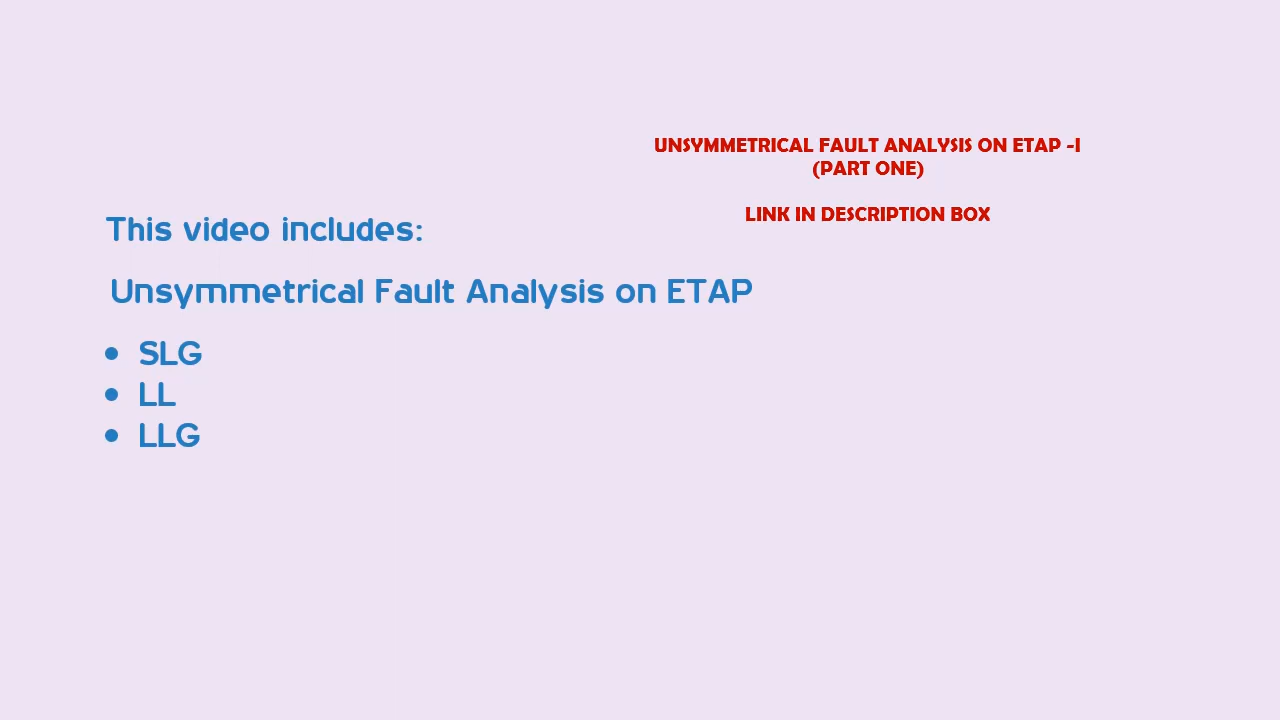 UNSYMMETRICAL FAULT ANALYSIS ON ETAP -I
(PART ONE)
LINK IN DESCRIPTION BOX
This video includes:
Unsymmetrical Fault Analysis on ETAP
• SLG
• LL
• LLG